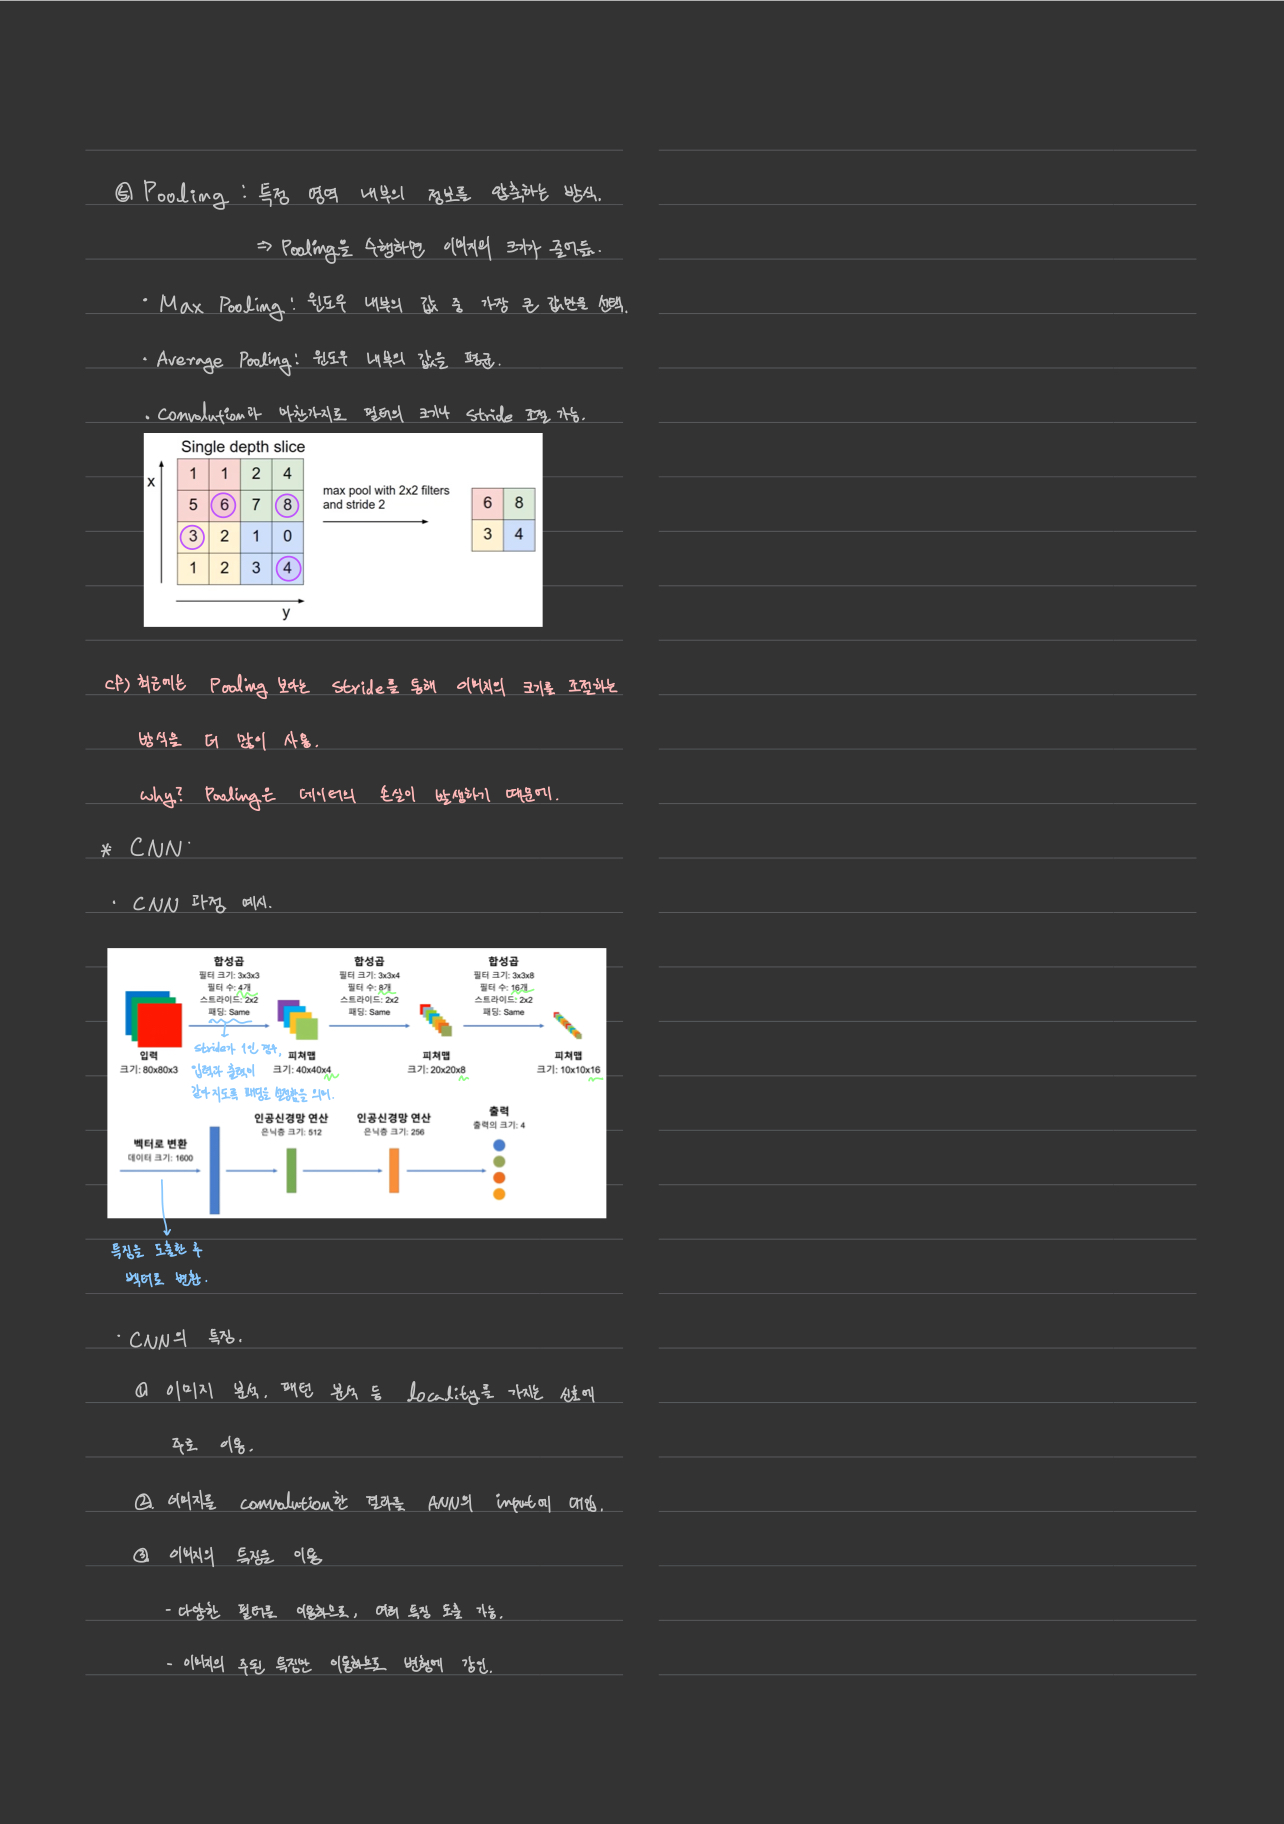 ⑤ Pooling : 특정 영역 내부의 정보를 압축하는 방식.
⇒ Pooling을 수행하면 이미지의 크기가 줄어듦.
· Max Pooling : 윈도우 내부의 값 중 가장 큰 값만을 선택.
· Average Pooling : 윈도우 내부의 값을 평균.
· Convolution과 마찬가지로 필터의 크기나 stride 조절 가능.
Single depth slice
x
1 1 2 4
5 6 7 8
3 2 1 0
1 2 3 4
y
max pool with 2x2 filters
and stride 2
6 8
3 4
cf) 최근에는 Pooling 보다는 stride를 통해 이미지의 크기를 조절하는
방식을 더 많이 사용.
why? Pooling은 데이터의 손실이 발생하기 때문에.
* CNN
· CNN 과정 예시.
합성곱
필터 크기: 3x3x3
필터 수: 4개
스트라이드: 2x2
패딩: Same
합성곱
필터 크기: 3x3x4
필터 수: 8개
스트라이드: 2x2
패딩: Same
합성곱
필터 크기: 3x3x8
필터 수: 16개
스트라이드: 2x2
패딩: Same
입력
크기: 80x80x3
피쳐맵
크기: 40x40x4
피쳐맵
크기: 20x20x8
피쳐맵
크기: 10x10x16
stride가 1인 경우,
입력과 출력이
같아지도록 패딩을 설정함을 의미.
벡터로 변환
데이터 크기: 1600
인공신경망 연산
은닉층 크기: 512
인공신경망 연산
은닉층 크기: 256
출력
출력의 크기: 4
특징을 도출한 후
벡터로 변환.
· CNN의 특징.
① 이미지 분석, 패턴 분석 등 locality를 가지는 신호에
주로 이용.
② 이미지를 convolution한 결과를 ANN의 input에 대입.
③ 이미지의 특징을 이용
- 다양한 필터를 이용하므로, 여러 특징 도출 가능.
- 이미지의 주된 특징만 이용하므로 변형에 강인.